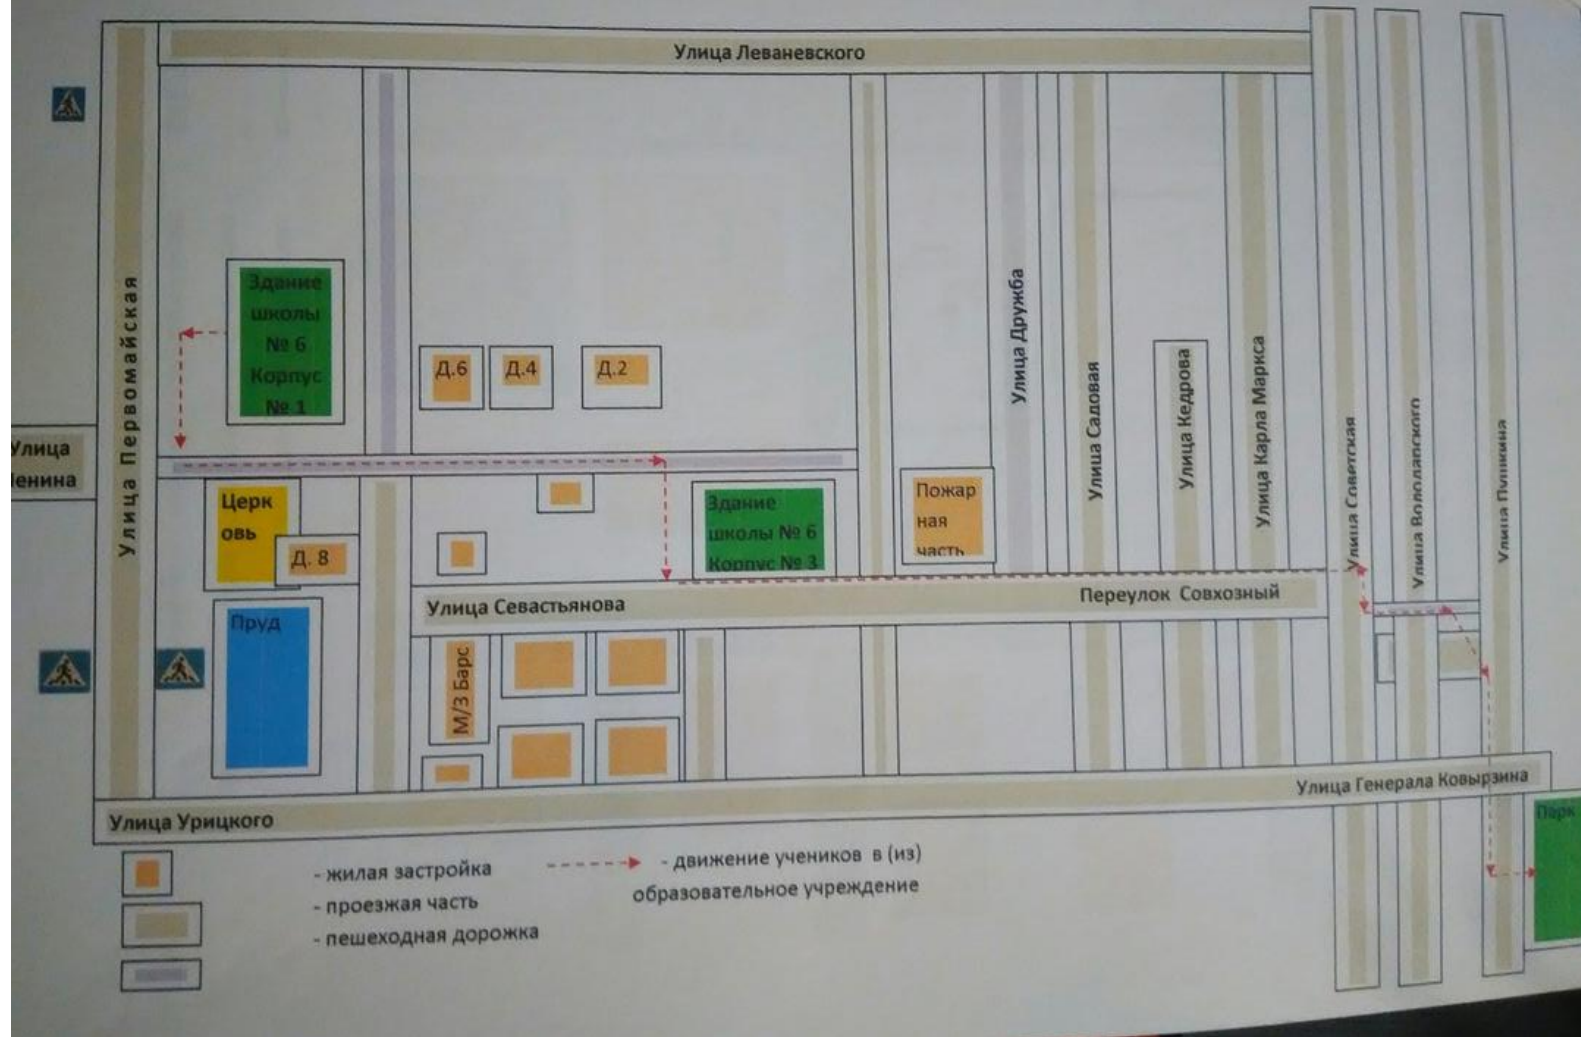 Улица Леваневского
Улица Первомайская
Здание
школы
№ 6
Корпус
№ 1
Д.6
Д.4
Д.2
Улица Дружба
Улица Садовая
Улица Кедрова
Улица Карла Маркса
Улица Советская
Улица Пушкина
Улица
Церк
овь
Д. 8
Здание
школы № 6
Корпус № 3
Пожар
ная
часть
Улица Севастьянова
Переулок Совхозный
Пруд
М/З Барс
Улица Генерала Ковырзина
Улица Урицкого
Парк
- жилая застройка
- проезжая часть
- пешеходная дорожка
- движение учеников в (из)
образовательное учреждение